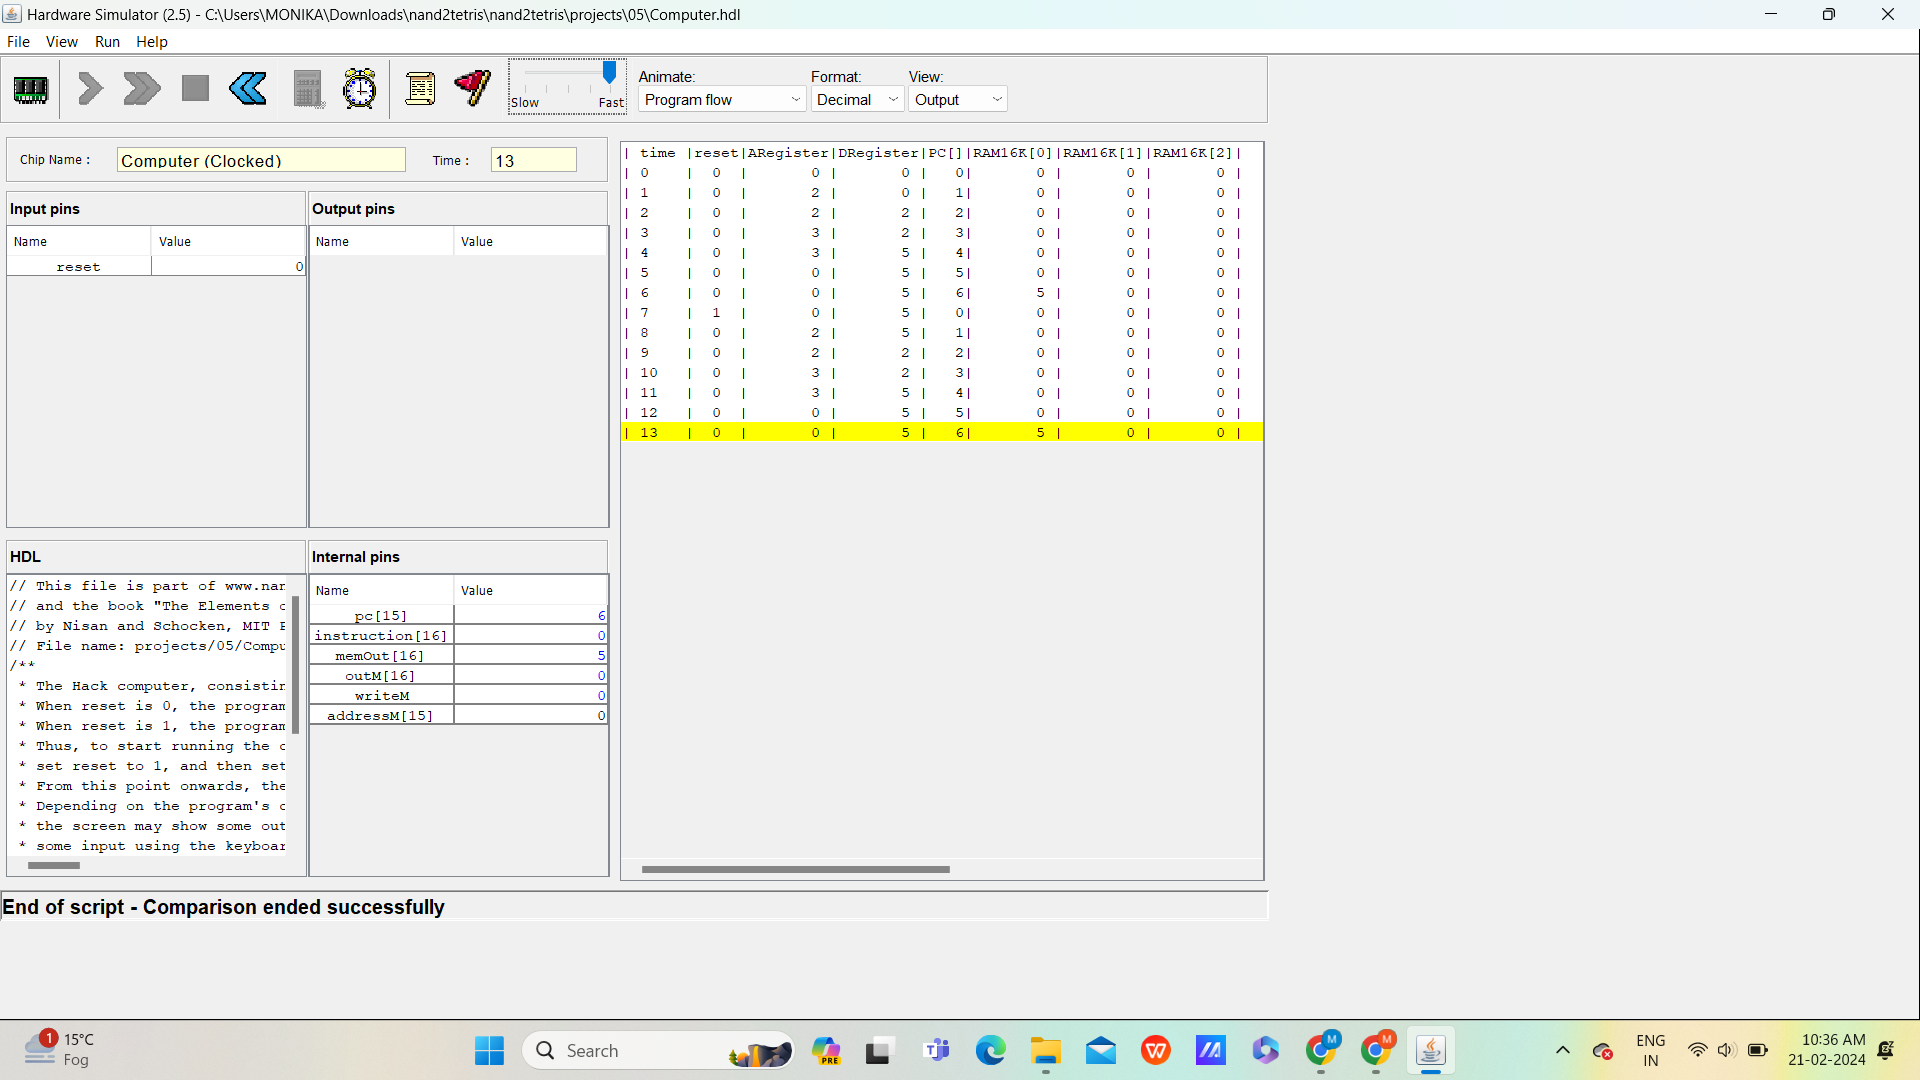 Hardware Simulator (2.5) - C:\Users\MONIKA\Downloads\nand2tetris\nand2tetris\projects\05\Computer.hdl
File View Run Help
Slow Fast
Animate: Format: View:
Program flow Decimal Output
Chip Name : Computer (Clocked) Time : 13
Input pins
Name Value
reset 0
Output pins
Name Value
HDL
// This file is part of www.nan
// and the book "The Elements o
// by Nisan and Schocken, MIT P
// File name: projects/05/Compu
/**
* The Hack computer, consistin
* When reset is 0, the program
* When reset is 1, the program
* Thus, to start running the c
* set reset to 1, and then set
* From this point onwards, the
* Depending on the program's c
* the screen may show some out
* some input using the keyboar
Internal pins
Name Value
pc[15] 6
instruction[16] 0
memOut[16] 5
outM[16] 0
writeM 0
addressM[15] 0
| time |reset|ARegister|DRegister|PC[]|RAM16K[0]|RAM16K[1]|RAM16K[2]|
| 0 | 0 | 0 | 0 | 0| 0 | 0 | 0 |
| 1 | 0 | 2 | 0 | 1| 0 | 0 | 0 |
| 2 | 0 | 2 | 2 | 2| 0 | 0 | 0 |
| 3 | 0 | 3 | 2 | 3| 0 | 0 | 0 |
| 4 | 0 | 3 | 5 | 4| 0 | 0 | 0 |
| 5 | 0 | 0 | 5 | 5| 0 | 0 | 0 |
| 6 | 0 | 0 | 5 | 6| 5 | 0 | 0 |
| 7 | 1 | 0 | 5 | 0| 0 | 0 | 0 |
| 8 | 0 | 2 | 5 | 1| 0 | 0 | 0 |
| 9 | 0 | 2 | 2 | 2| 0 | 0 | 0 |
| 10 | 0 | 3 | 2 | 3| 0 | 0 | 0 |
| 11 | 0 | 3 | 5 | 4| 0 | 0 | 0 |
| 12 | 0 | 0 | 5 | 5| 0 | 0 | 0 |
| 13 | 0 | 0 | 5 | 6| 5 | 0 | 0 |
End of script - Comparison ended successfully
1
15°C
Fog
Search
PRE
M
M
ENG
IN
10:36 AM
21-02-2024